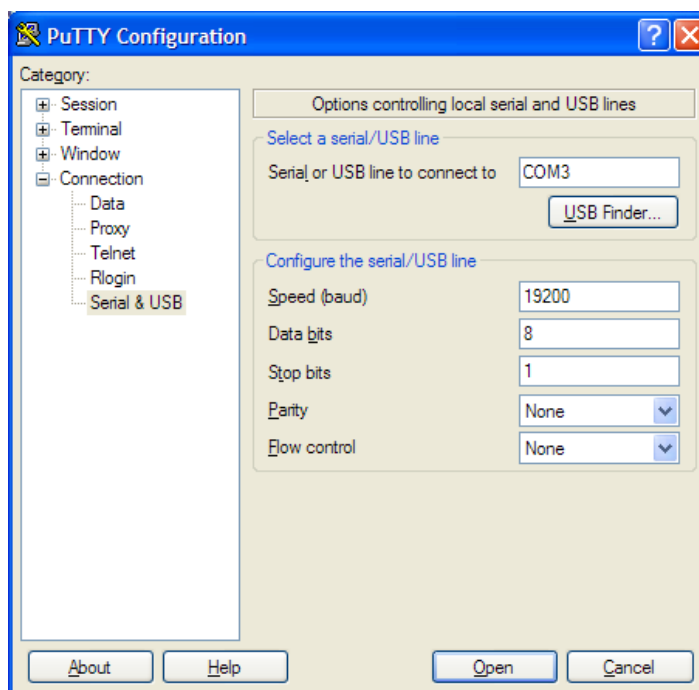 PuTTY Configuration
Category:
Session
Terminal
Window
Connection
Data
Proxy
Telnet
Rlogin
Serial & USB
Options controlling local serial and USB lines
Select a serial/USB line
Serial or USB line to connect to COM3
USB Finder...
Configure the serial/USB line
Speed (baud) 19200
Data bits 8
Stop bits 1
Parity None
Flow control None
About Help Open Cancel